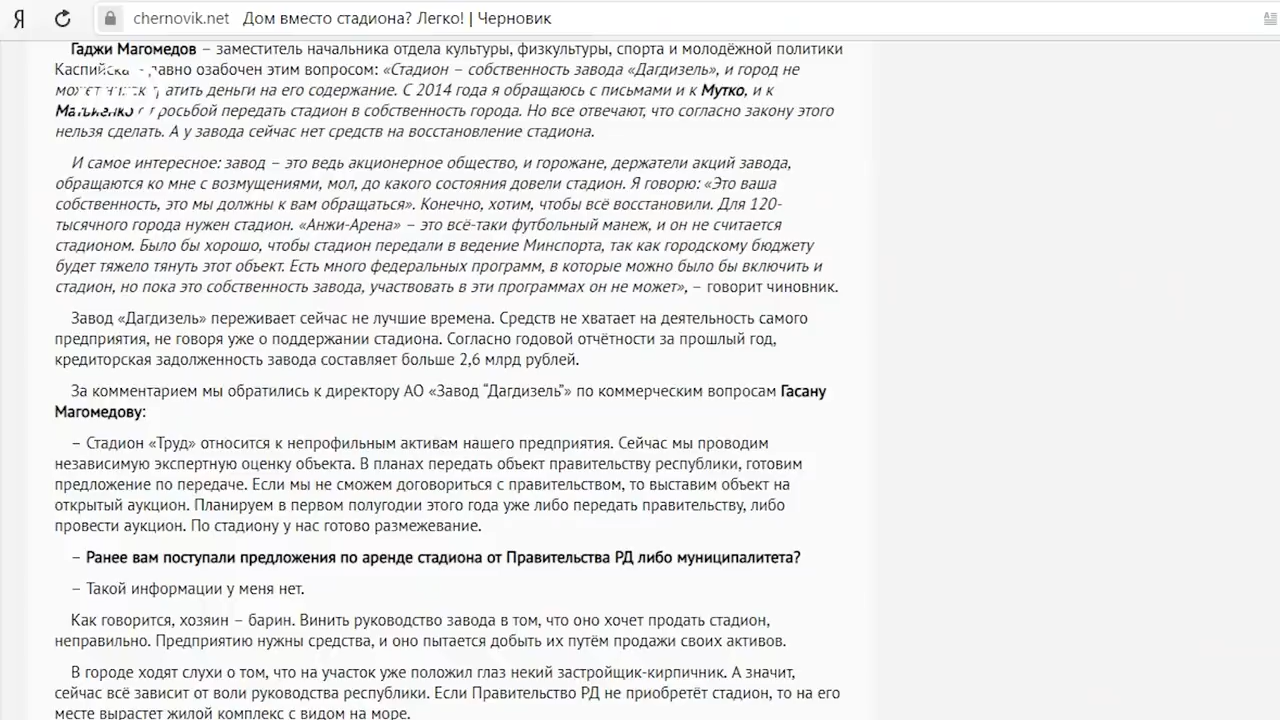 Я chernovik.net Дом вместо стадиона? Легко! | Черновик
Гаджи Магомедов – заместитель начальника отдела культуры, физкультуры, спорта и молодёжной политики
Каспийска – давно озабочен этим вопросом: «Стадион – собственность завода «Дагдизель», и город не
может тратить деньги на его содержание. С 2014 года я обращаюсь с письмами и к Мутко, и к
Матыненко с просьбой передать стадион в собственность города. Но все отвечают, что согласно закону этого
нельзя сделать. А у завода сейчас нет средств на восстановление стадиона.
И самое интересное: завод – это ведь акционерное общество, и горожане, держатели акций завода,
обращаются ко мне с возмущениями, мол, до какого состояния довели стадион. Я говорю: «Это ваша
собственность, это мы должны к вам обращаться». Конечно, хотим, чтобы всё восстановили. Для 120-
тысячного города нужен стадион. «Анжи-Арена» – это всё-таки футбольный манеж, и он не считается
стадионом. Было бы хорошо, чтобы стадион передали в ведение Минспорта, так как городскому бюджету
будет тяжело тянуть этот объект. Есть много федеральных программ, в которые можно было бы включить и
стадион, но пока это собственность завода, участвовать в эти программах он не может», – говорит чиновник.
Завод «Дагдизель» переживает сейчас не лучшие времена. Средств не хватает на деятельность самого
предприятия, не говоря уже о поддержании стадиона. Согласно годовой отчётности за прошлый год,
кредиторская задолженность завода составляет больше 2,6 млрд рублей.
За комментарием мы обратились к директору АО «Завод “Дагдизель”» по коммерческим вопросам Гасану
Магомедову:
– Стадион «Труд» относится к непрофильным активам нашего предприятия. Сейчас мы проводим
независимую экспертную оценку объекта. В планах передать объект правительству республики, готовим
предложение по передаче. Если мы не сможем договориться с правительством, то выставим объект на
открытый аукцион. Планируем в первом полугодии этого года уже либо передать правительству, либо
провести аукцион. По стадиону у нас готово размежевание.
– Ранее вам поступали предложения по аренде стадиона от Правительства РД либо муниципалитета?
– Такой информации у меня нет.
Как говорится, хозяин – барин. Винить руководство завода в том, что оно хочет продать стадион,
неправильно. Предприятию нужны средства, и оно пытается добыть их путём продажи своих активов.
В городе ходят слухи о том, что на участок уже положил глаз некий застройщик-кирпичник. А значит,
сейчас всё зависит от воли руководства республики. Если Правительство РД не приобретёт стадион, то на его
месте вырастет жилой комплекс с видом на море.